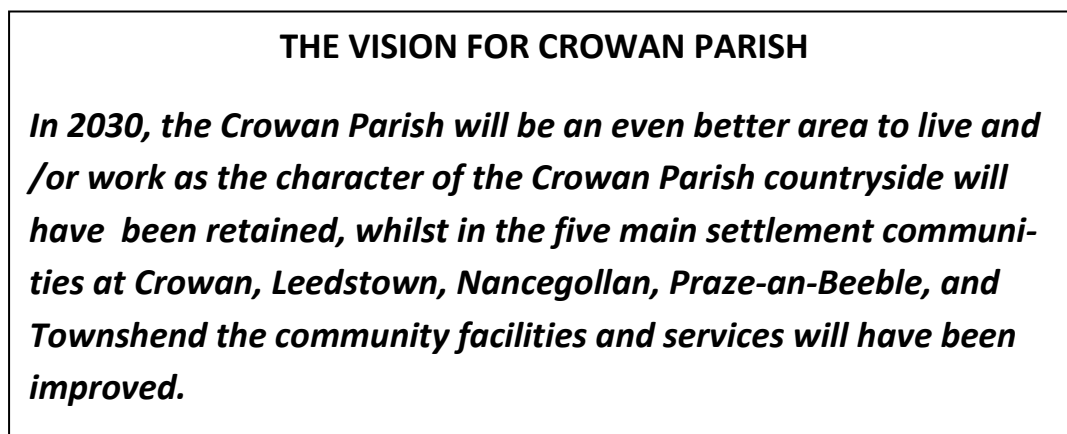 THE VISION FOR CROWAN PARISH
In 2030, the Crowan Parish will be an even better area to live and
/or work as the character of the Crowan Parish countryside will
have  been retained, whilst in the five main settlement communi-
ties at Crowan, Leedstown, Nancegollan, Praze-an-Beeble, and
Townshend the community facilities and services will have been
improved.